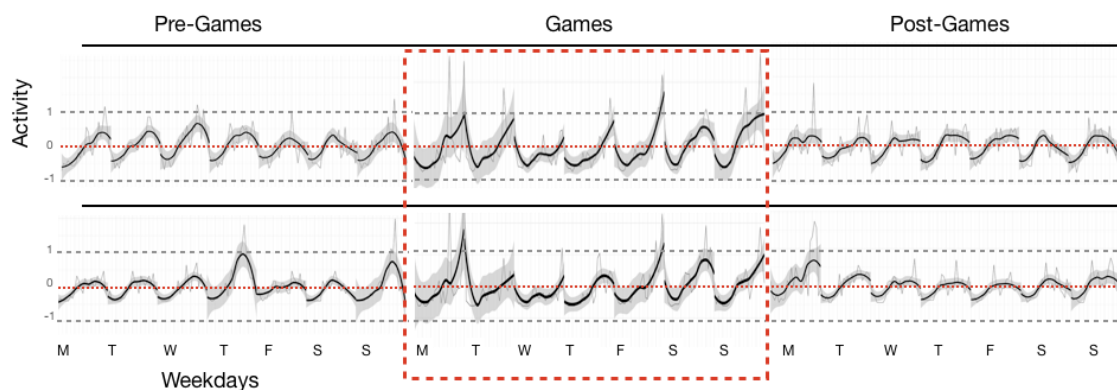 Pre-Games Games Post-Games
Activity
1
0
-1
1
0
-1
M T W T F S S M T W T F S S M T W T F S S
Weekdays